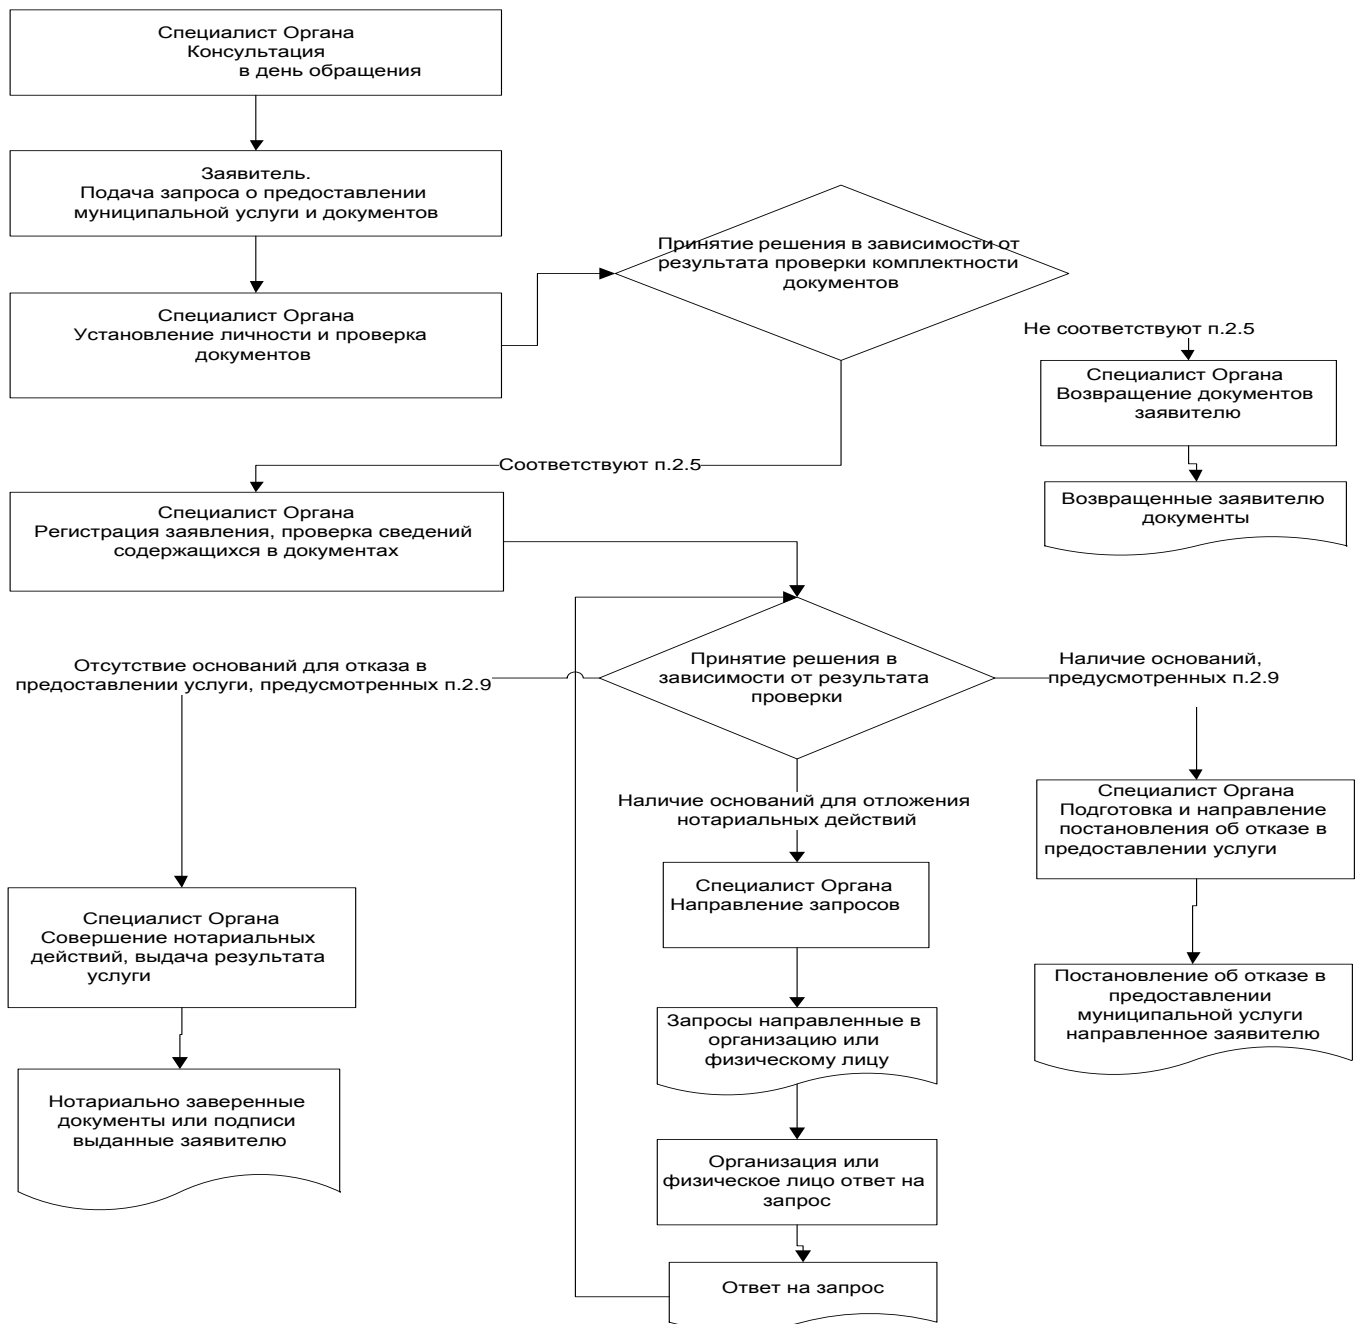 Специалист Органа
Консультация
в день обращения
Заявитель.
Подача запроса о предоставлении
муниципальной услуги и документов
Специалист Органа
Установление личности и проверка
документов
Принятие решения в зависимости от
результата проверки комплектности
документов
Не соответствуют п.2.5
Специалист Органа
Возвращение документов
заявителю
Возвращенные заявителю
документы
Соответствуют п.2.5
Специалист Органа
Регистрация заявления, проверка сведений
содержащихся в документах
Принятие решения в
зависимости от результата
проверки
Отсутствие оснований для отказа в
предоставлении услуги, предусмотренных п.2.9
Наличие оснований,
предусмотренных п.2.9
Наличие оснований для отложения
нотариальных действий
Специалист Органа
Подготовка и направление
постановления об отказе в
предоставлении услуги
Специалист Органа
Направление запросов
Специалист Органа
Совершение нотариальных
действий, выдача результата
услуги
Постановление об отказе в
предоставлении
муниципальной услуги
направленное заявителю
Запросы направленные в
организацию или
физическому лицу
Нотариально заверенные
документы или подписи
выданные заявителю
Организация или
физическое лицо ответ на
запрос
Ответ на запрос